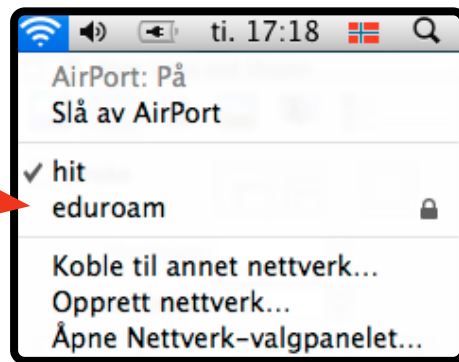 ti. 17:18
AirPort: På
Slå av AirPort
hit
eduroam
Koble til annet nettverk...
Opprett nettverk...
Åpne Nettverk-valgpanelet...